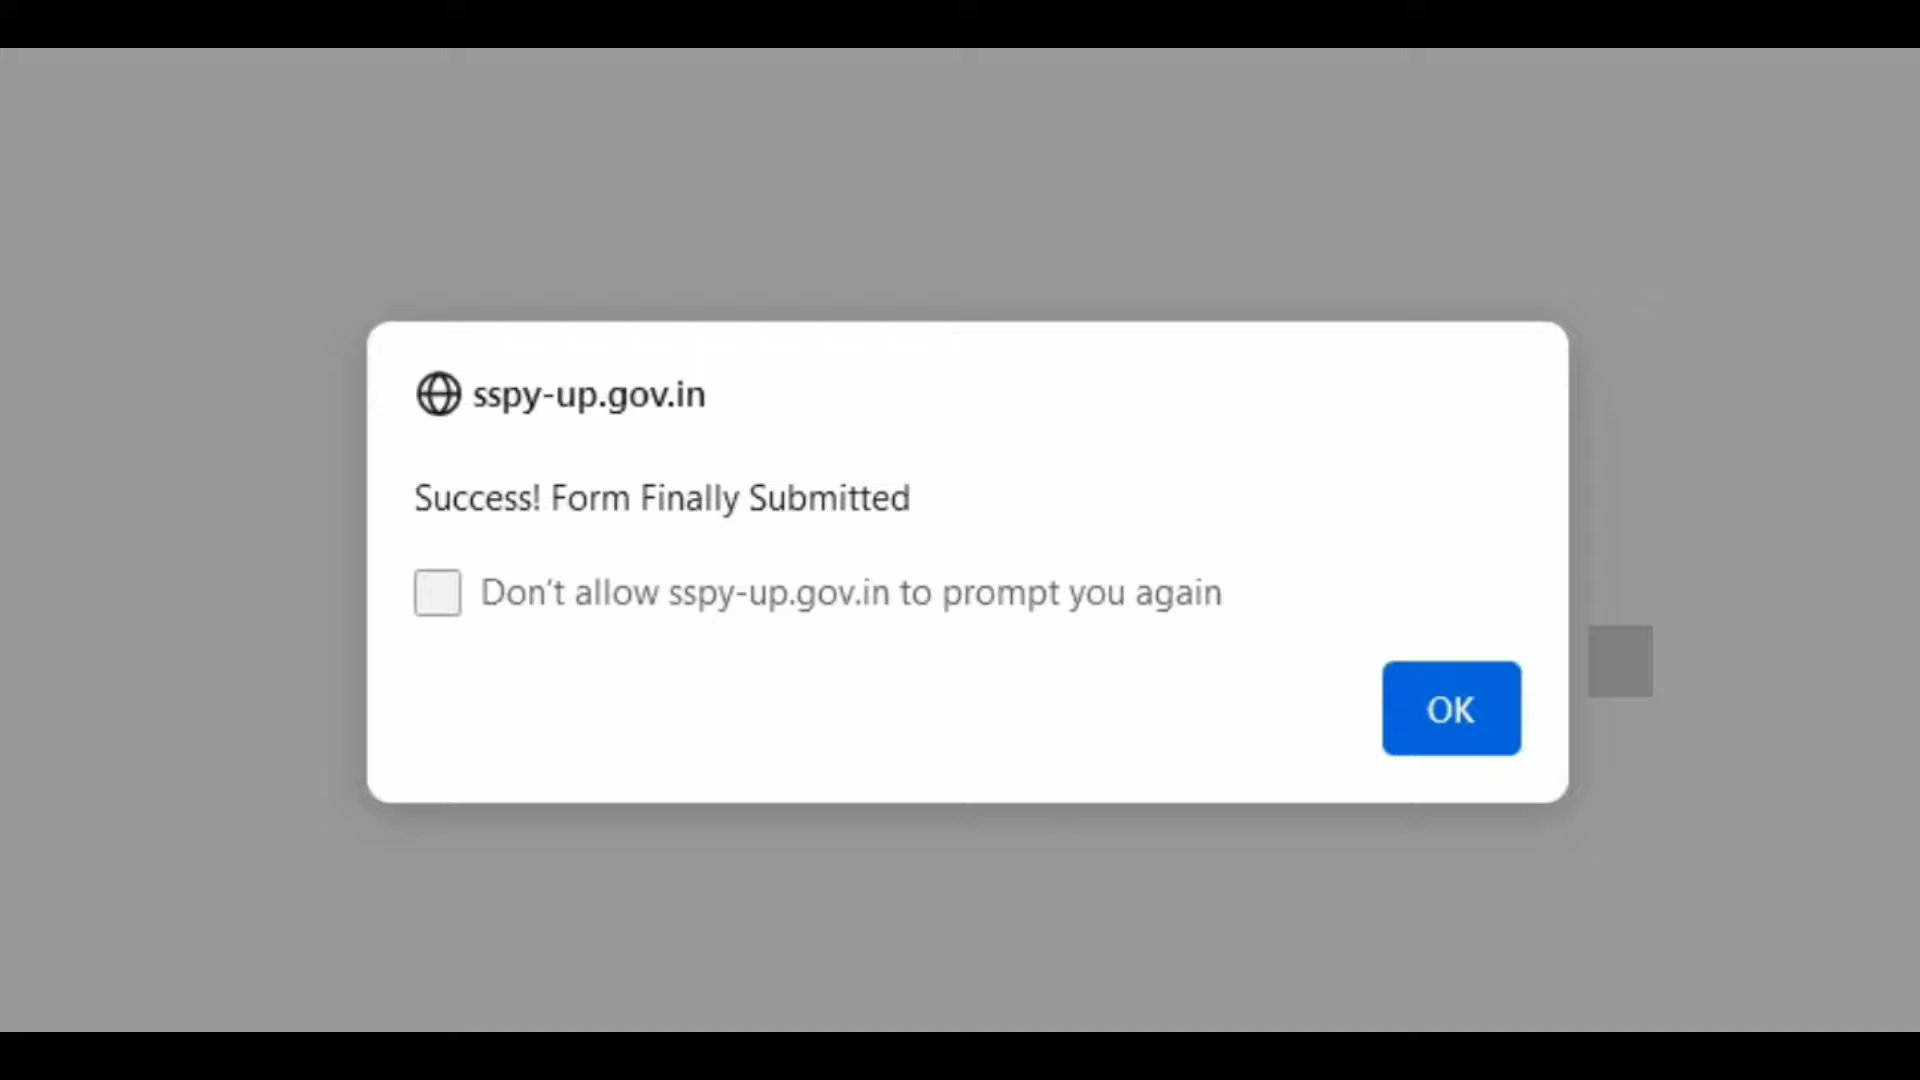 sspy-up.gov.in
Success! Form Finally Submitted
Don't allow sspy-up.gov.in to prompt you again
OK